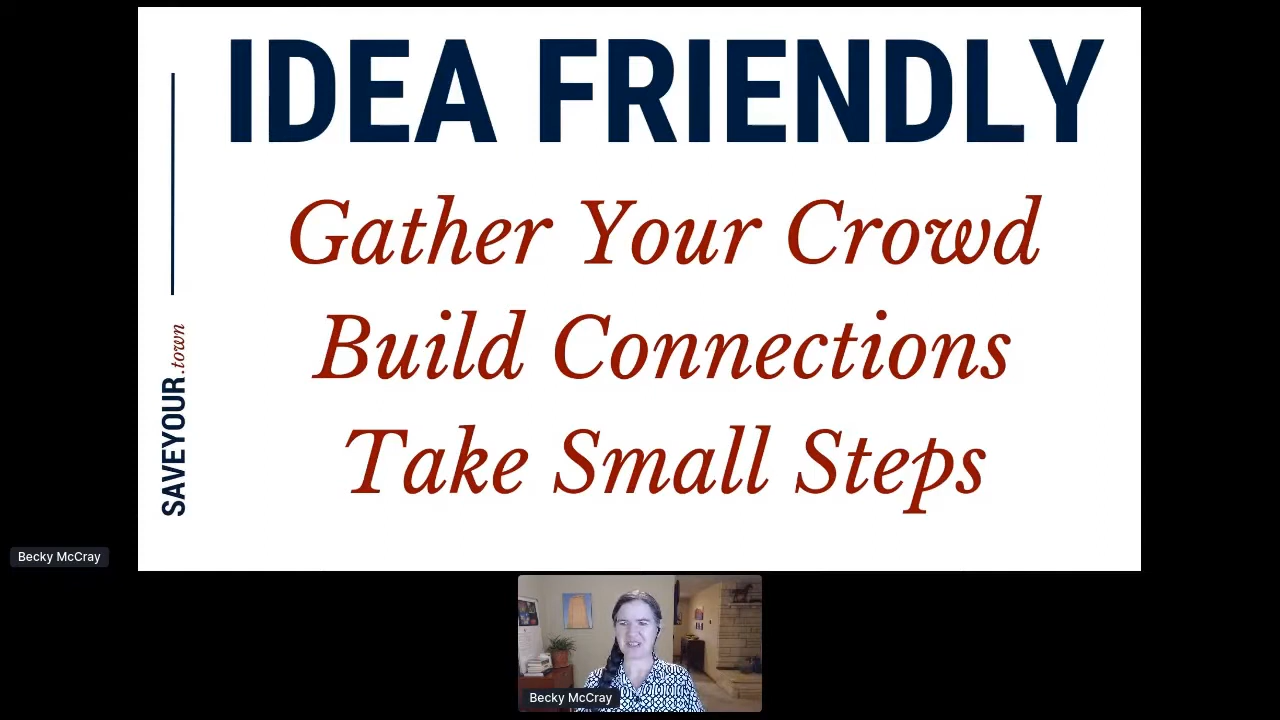 IDEA FRIENDLY
Gather Your Crowd
Build Connections
Take Small Steps
SAVEYOUR.town
Becky McCray
Becky McCray